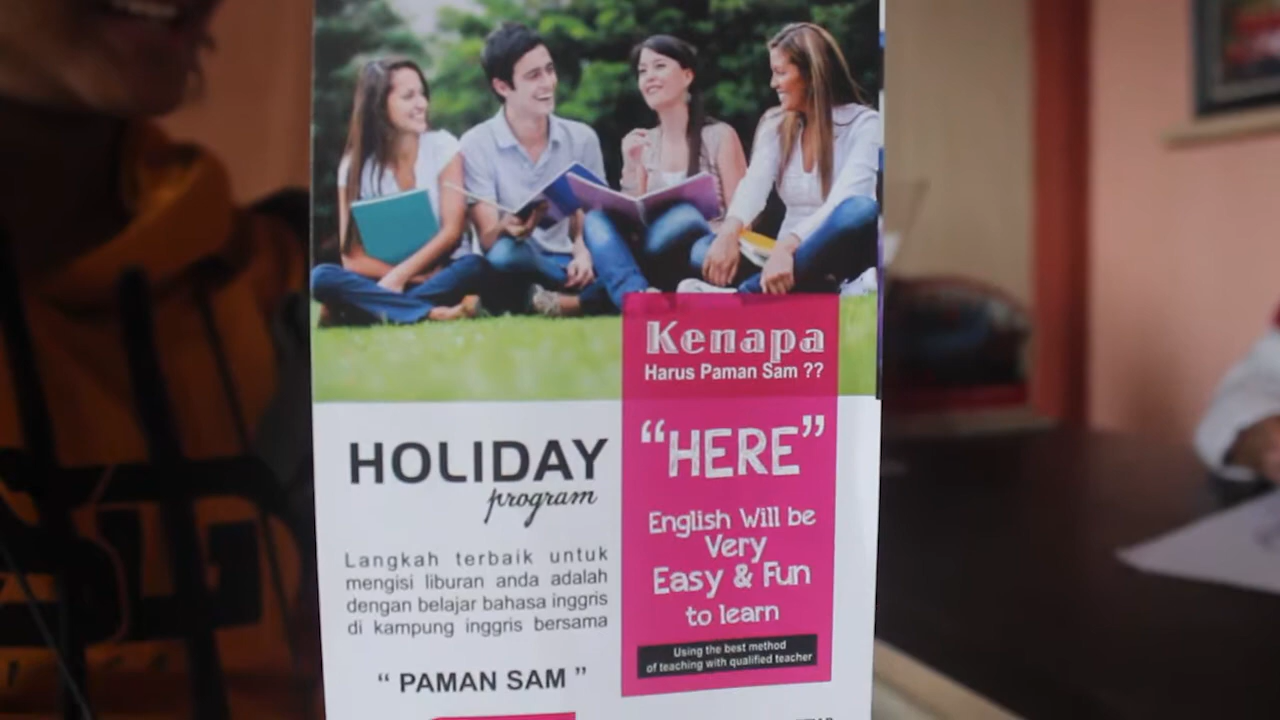 Kenapa
Harus Paman Sam ??
“HERE”
English Will be
Very
Easy & Fun
to learn
Using the best method
of teaching with qualified teacher
HOLIDAY
program
Langkah terbaik untuk
mengisi liburan anda adalah
dengan belajar bahasa inggris
di kampung inggris bersama
“ PAMAN SAM ”